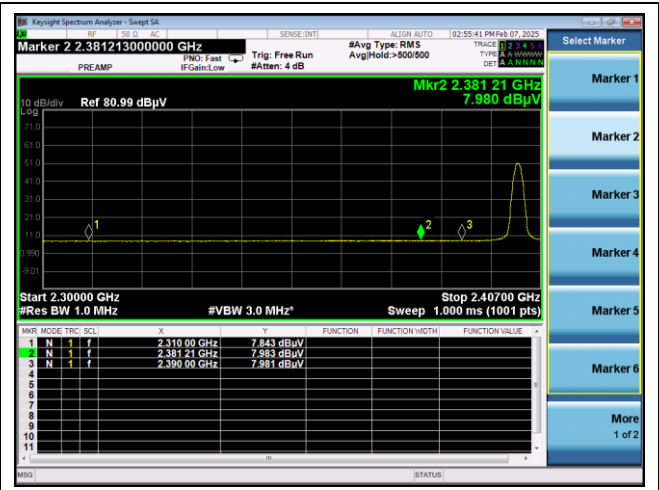 Keysight Spectrum Analyzer - Swept SA
RF 50 Ω AC SENSE:INT ALIGN AUTO 02:55:41 PM Feb 07, 2025
Marker 2 2.381213000000 GHz
PREAMP
PNO: Fast
IFGain:Low
Trig: Free Run
#Atten: 4 dB
#Avg Type: RMS
Avg|Hold:>500/500
TRACE 1 2 3 4 5 6
TYPE A A WWWW
DET A A N N N N
Mkr2 2.381 21 GHz
7.980 dBµV
10 dB/div Ref 80.99 dBµV
Log
71.0
61.0
51.0
41.0
31.0
21.0
11.0
0.990
-9.01
1
2
3
Start 2.30000 GHz Stop 2.40700 GHz
#Res BW 1.0 MHz #VBW 3.0 MHz* Sweep 1.000 ms (1001 pts)
MKR MODE TRC SCL X Y FUNCTION FUNCTION WIDTH FUNCTION VALUE
1 N 1 f 2.310 00 GHz 7.843 dBµV
2 N 1 f 2.381 21 GHz 7.983 dBµV
3 N 1 f 2.390 00 GHz 7.981 dBµV
4
5
6
7
8
9
10
11
MSG STATUS
Select Marker
Marker 1
Marker 2
Marker 3
Marker 4
Marker 5
Marker 6
More
1 of 2